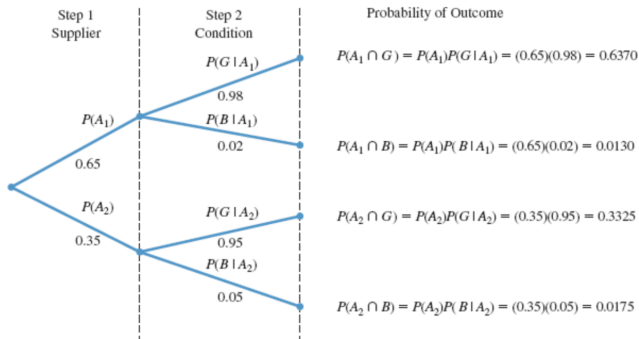 Step 1
Supplier
Step 2
Condition
Probability of Outcome
P(G | A₁)
P(A₁ ∩ G) = P(A₁)P(G | A₁) = (0.65)(0.98) = 0.6370
0.98
P(A₁)
P(B | A₁)
0.02
P(A₁ ∩ B) = P(A₁)P( B | A₁) = (0.65)(0.02) = 0.0130
0.65
P(A₂)
P(G | A₂)
P(A₂ ∩ G) = P(A₂)P(G | A₂) = (0.35)(0.95) = 0.3325
0.35
0.95
P(B | A₂)
0.05
P(A₂ ∩ B) = P(A₂)P( B | A₂) = (0.35)(0.05) = 0.0175